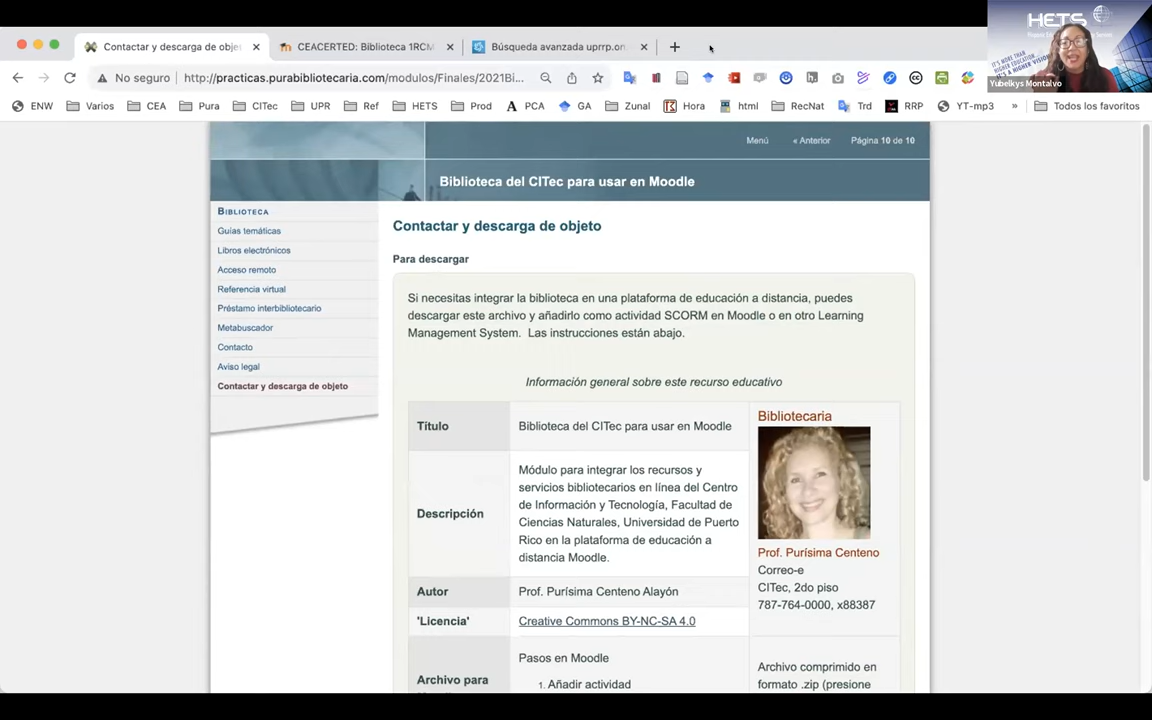 Contactar y descarga de obje
CEACERTED: Biblioteca 1RCM
Búsqueda avanzada uprrp.on
No seguro
http://practicas.purabibliotecaria.com/modulos/Finales/2021Bi...
ENW
Varios
CEA
Pura
CITec
UPR
Ref
HETS
Prod
PCA
GA
Zunal
Hora
html
RecNat
Trd
RRP
YT-mp3
»
Todos los favoritos
HETS
IT'S MORE THAN
HIGHER EDUCATION
IT'S A HIGHER VISION
Yubelkys Montalvo
Menú
« Anterior
Página 10 de 10
Biblioteca del CITec para usar en Moodle
BIBLIOTECA
Guías temáticas
Libros electrónicos
Acceso remoto
Referencia virtual
Préstamo interbibliotecario
Metabuscador
Contacto
Aviso legal
Contactar y descarga de objeto
Contactar y descarga de objeto
Para descargar
Si necesitas integrar la biblioteca en una plataforma de educación a distancia, puedes
descargar este archivo y añadirlo como actividad SCORM en Moodle o en otro Learning
Management System. Las instrucciones están abajo.
Información general sobre este recurso educativo
Título
Biblioteca del CITec para usar en Moodle
Descripción
Módulo para integrar los recursos y
servicios bibliotecarios en línea del Centro
de Información y Tecnología, Facultad de
Ciencias Naturales, Universidad de Puerto
Rico en la plataforma de educación a
distancia Moodle.
Autor
Prof. Purísima Centeno Alayón
'Licencia'
Creative Commons BY-NC-SA 4.0
Archivo para
Pasos en Moodle
1. Añadir actividad
Bibliotecaria
Prof. Purísima Centeno
Correo-e
CITec, 2do piso
787-764-0000, x88387
Archivo comprimido en
formato .zip (presione